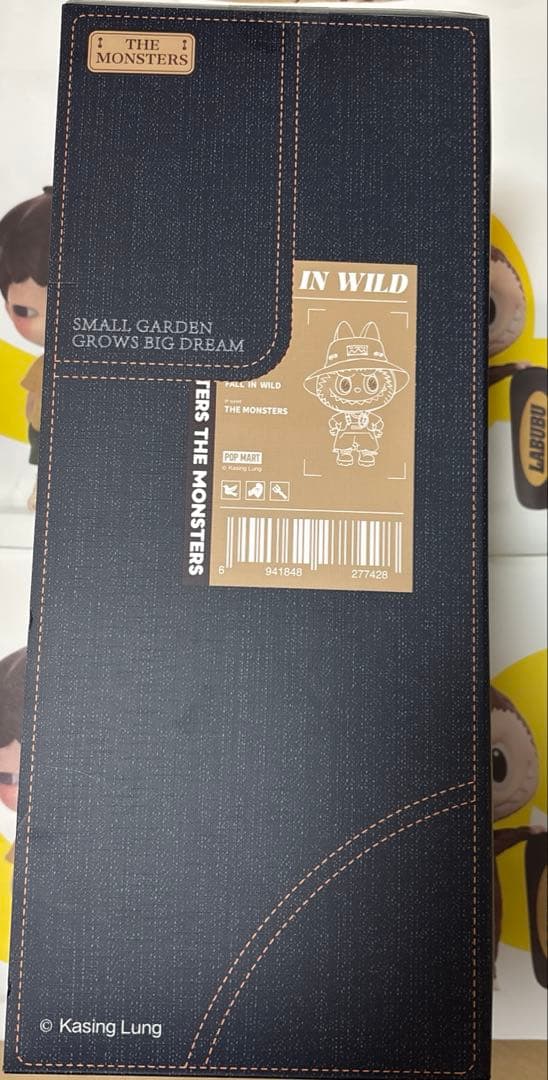 THE
MONSTERS
IN WILD
SMALL GARDEN
GROWS BIG DREAM
FALL IN WILD
THE MONSTERS
TERS THE MONSTERS
POP MART
© Kasing Lung
6 941848 277428
LABUBU
© Kasing Lung